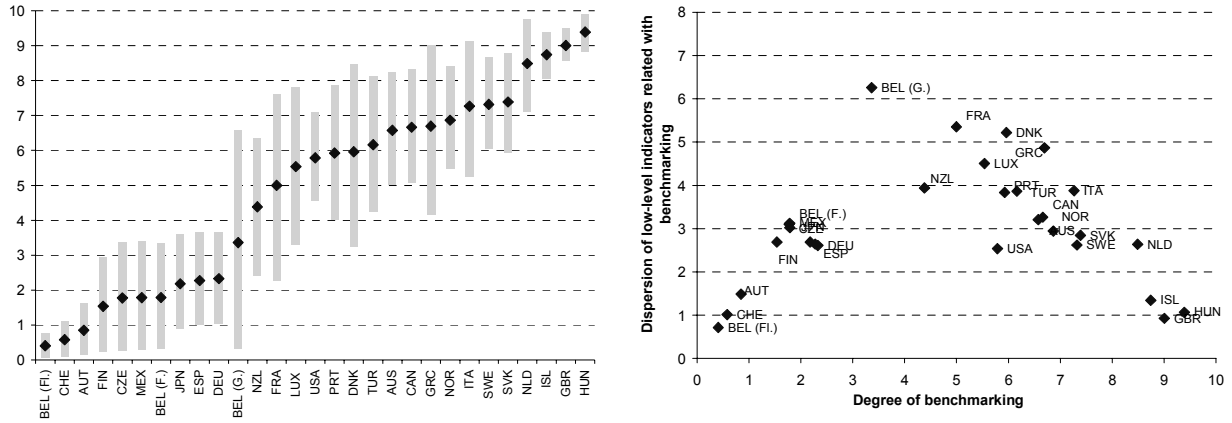 10
9
8
7
6
5
4
3
2
1
0
BEL (Fl.)
CHE
AUT
FIN
CZE
MEX
BEL (F.)
JPN
ESP
DEU
BEL (G.)
NZL
FRA
LUX
USA
PRT
DNK
TUR
AUS
CAN
GRC
NOR
ITA
SWE
SVK
NLD
ISL
GBR
HUN
Dispersion of low-level indicators related with
benchmarking
8
7
6
5
4
3
2
1
0
BEL (G.)
FRA
DNK
GRC
LUX
NZL
PRT
TUR
ITA
CAN
BEL (F.)
MEX
NOR
CZE
US
SVK
DEU
USA
SWE
NLD
FIN
ESP
AUT
ISL
CHE
HUN
GBR
BEL (Fl.)
0 1 2 3 4 5 6 7 8 9 10
Degree of benchmarking